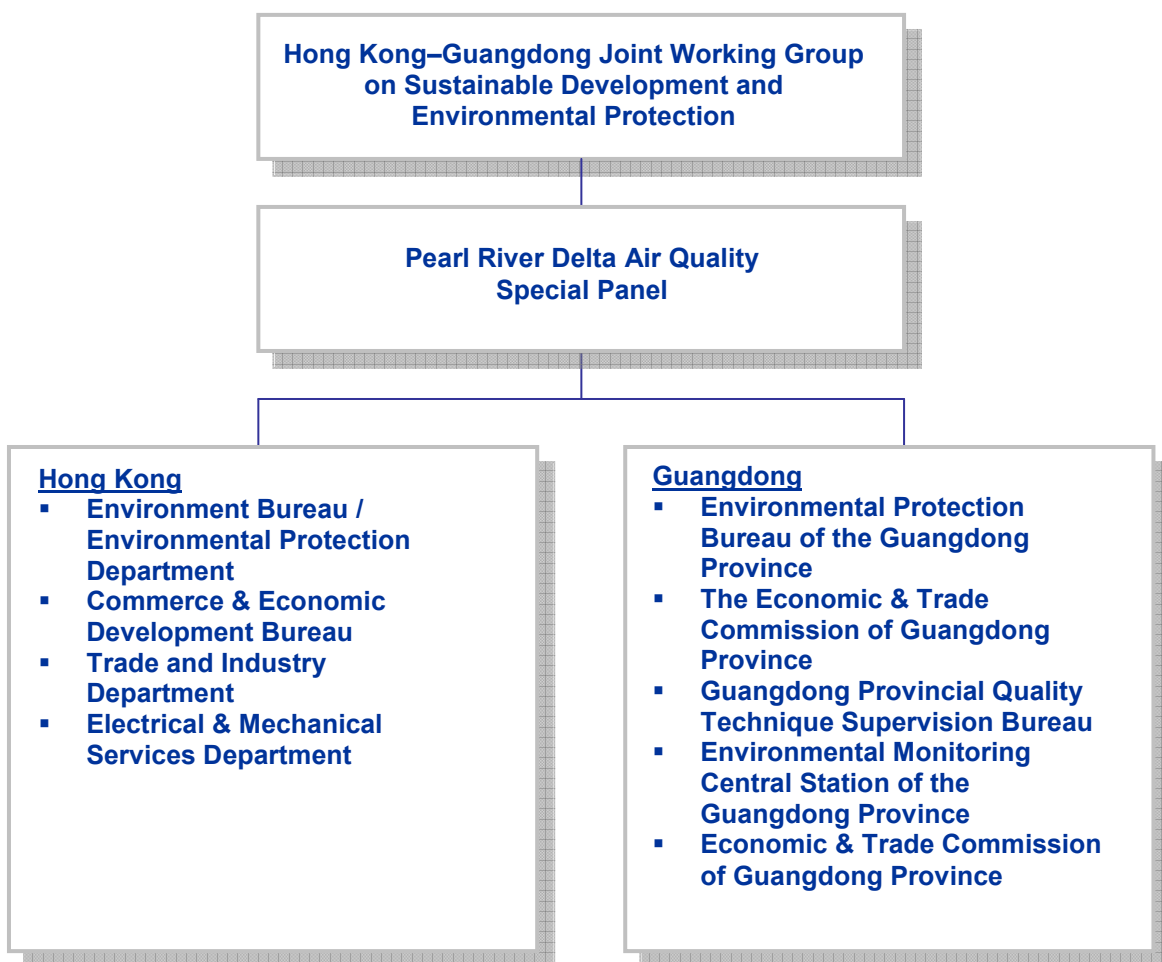 Hong Kong–Guangdong Joint Working Group
on Sustainable Development and
Environmental Protection
Pearl River Delta Air Quality
Special Panel
Hong Kong
▪ Environment Bureau /
Environmental Protection
Department
▪ Commerce & Economic
Development Bureau
▪ Trade and Industry
Department
▪ Electrical & Mechanical
Services Department
Guangdong
▪ Environmental Protection
Bureau of the Guangdong
Province
▪ The Economic & Trade
Commission of Guangdong
Province
▪ Guangdong Provincial Quality
Technique Supervision Bureau
▪ Environmental Monitoring
Central Station of the
Guangdong Province
▪ Economic & Trade Commission
of Guangdong Province